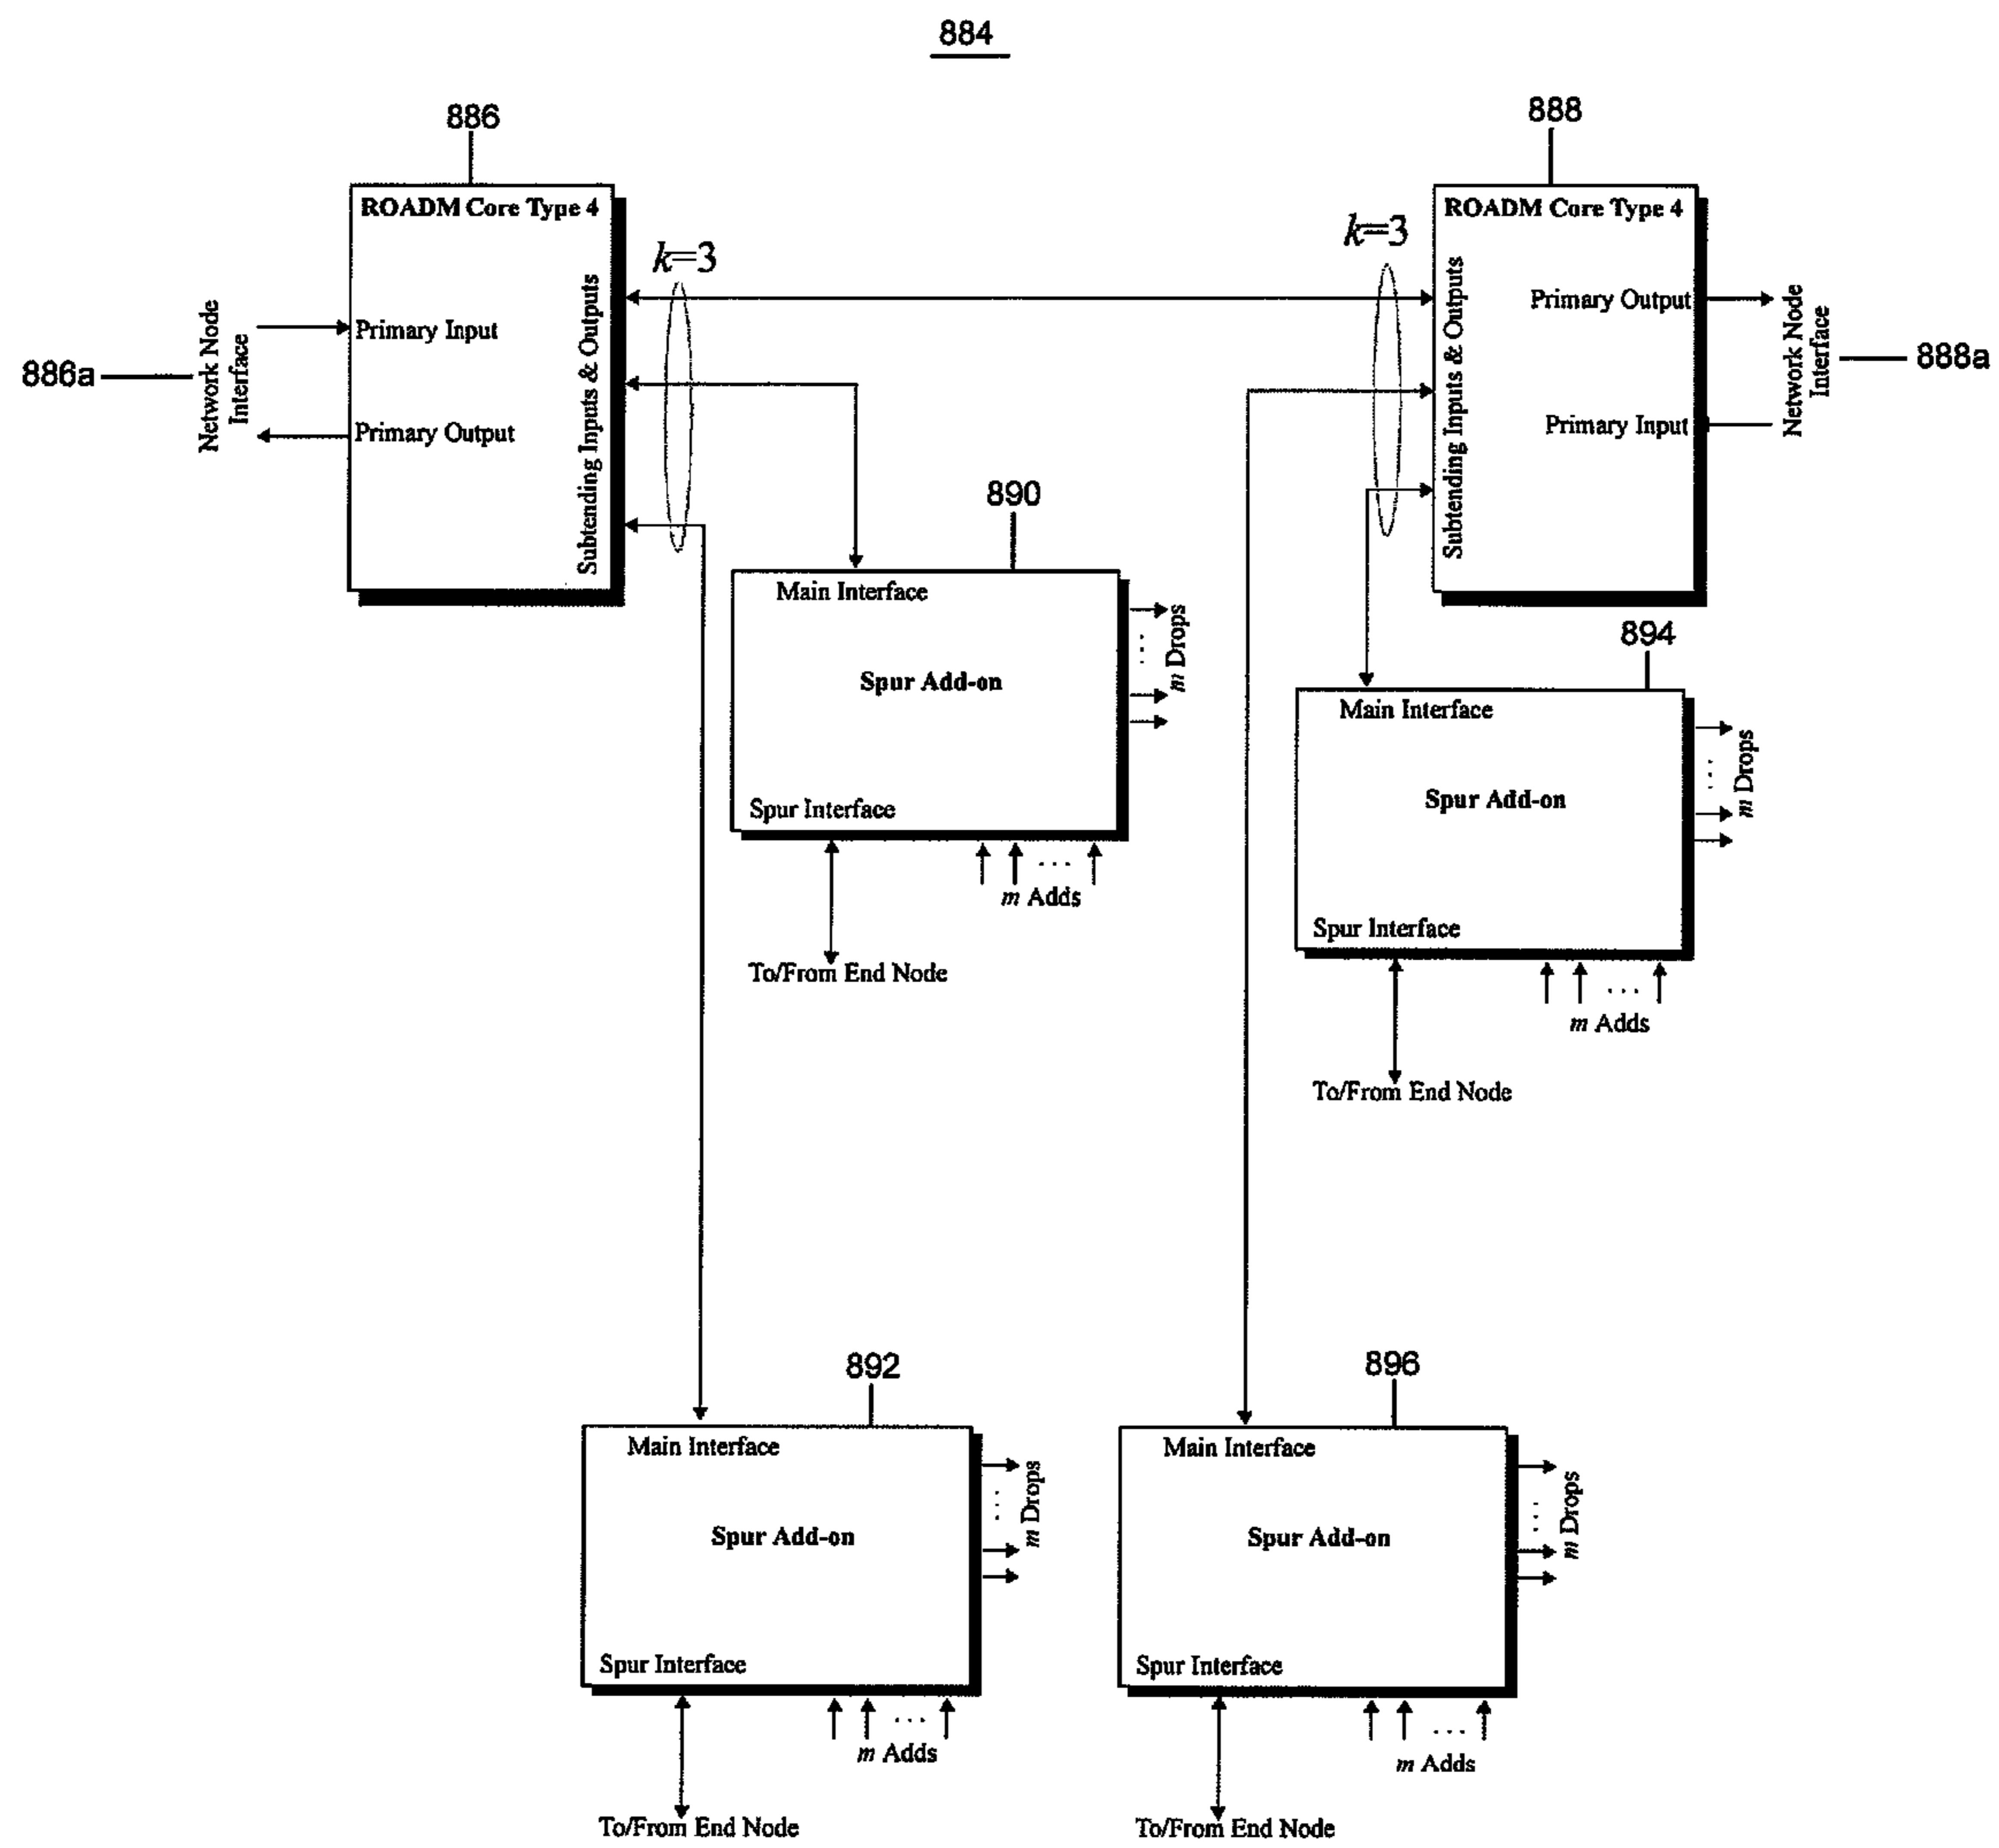 884
886
888
ROADM Core Type 4
ROADM Core Type 4
k=3
k=3
Primary Input
Primary Output
Subtending Inputs & Outputs
Subtending Inputs & Outputs
Primary Output
Primary Input
Network Node
Interface
886a
Network Node
Interface
888a
890
Main Interface
Spur Add-on
Spur Interface
m Drops
m Adds
To/From End Node
894
Main Interface
Spur Add-on
Spur Interface
m Drops
m Adds
To/From End Node
892
Main Interface
Spur Add-on
Spur Interface
m Drops
m Adds
To/From End Node
896
Main Interface
Spur Add-on
Spur Interface
m Drops
m Adds
To/From End Node